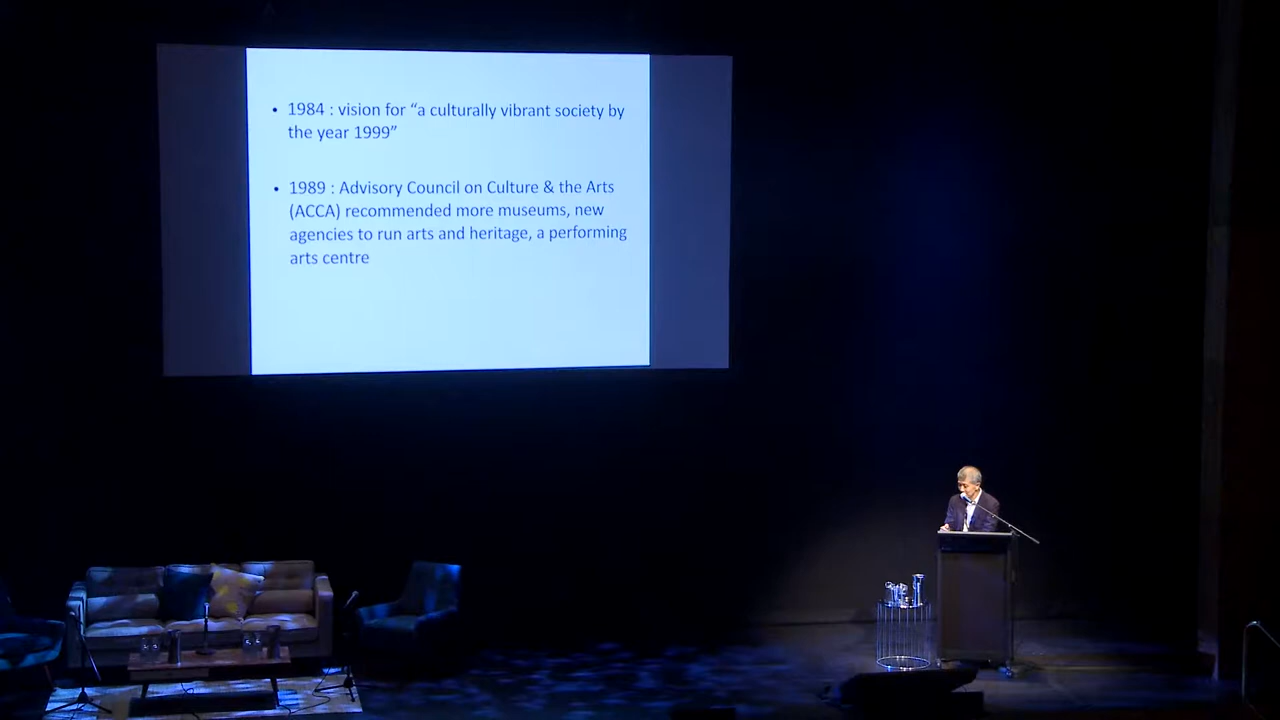 • 1984 : vision for “a culturally vibrant society by
the year 1999”
• 1989 : Advisory Council on Culture & the Arts
(ACCA) recommended more museums, new
agencies to run arts and heritage, a performing
arts centre